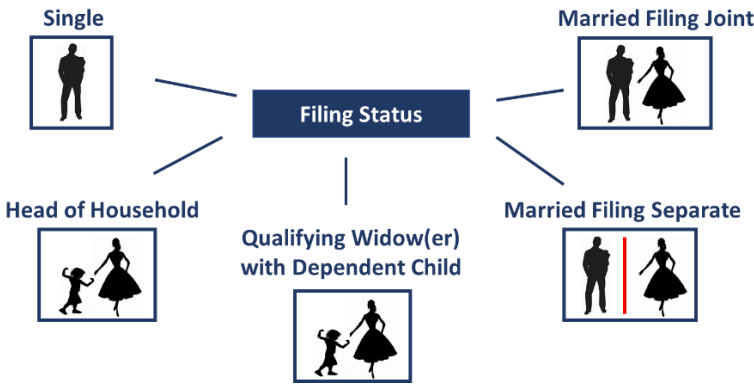 Single
Married Filing Joint
Filing Status
Head of Household
Married Filing Separate
Qualifying Widow(er)
with Dependent Child